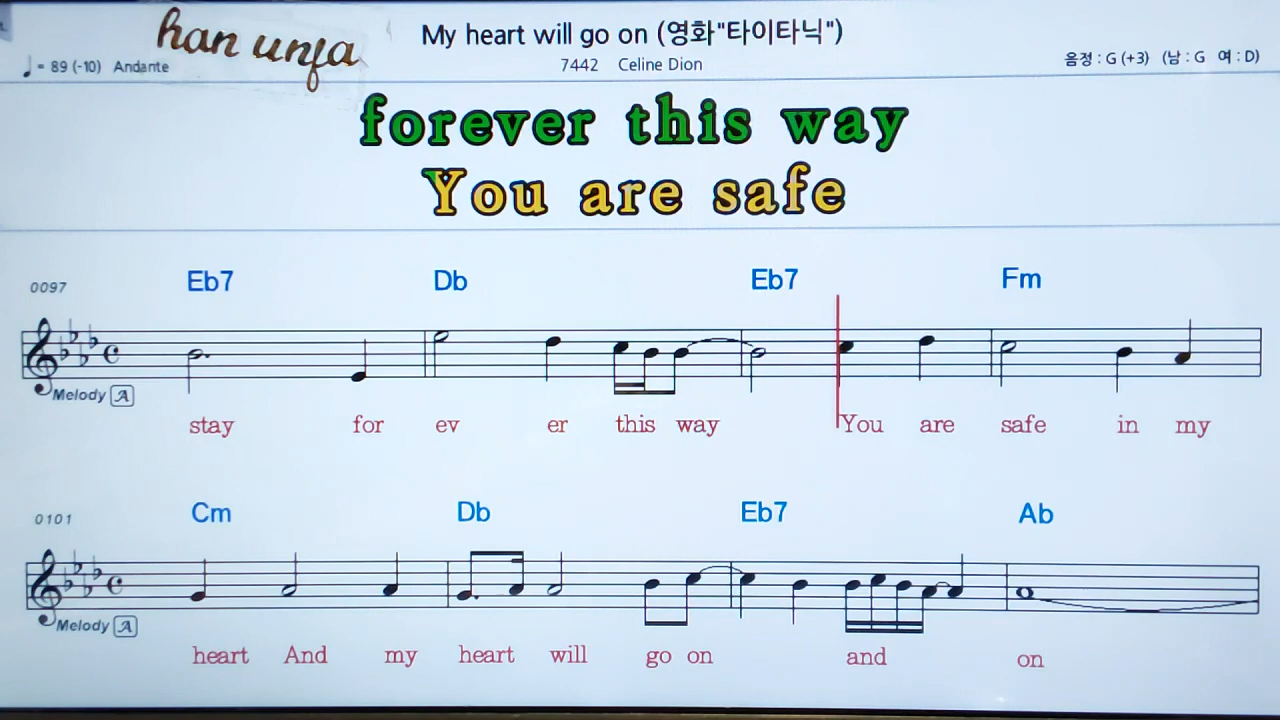 han unja
My heart will go on (영화"타이타닉")
♩ = 89 (-10) Andante
7442 Celine Dion
음정 : G (+3) (남 : G 여 : D)
forever this way
You are safe
0097
Eb7 Db Eb7 Fm
Melody A
stay for ev er this way You are safe in my
0101
Cm Db Eb7 Ab
Melody A
heart And my heart will go on and on